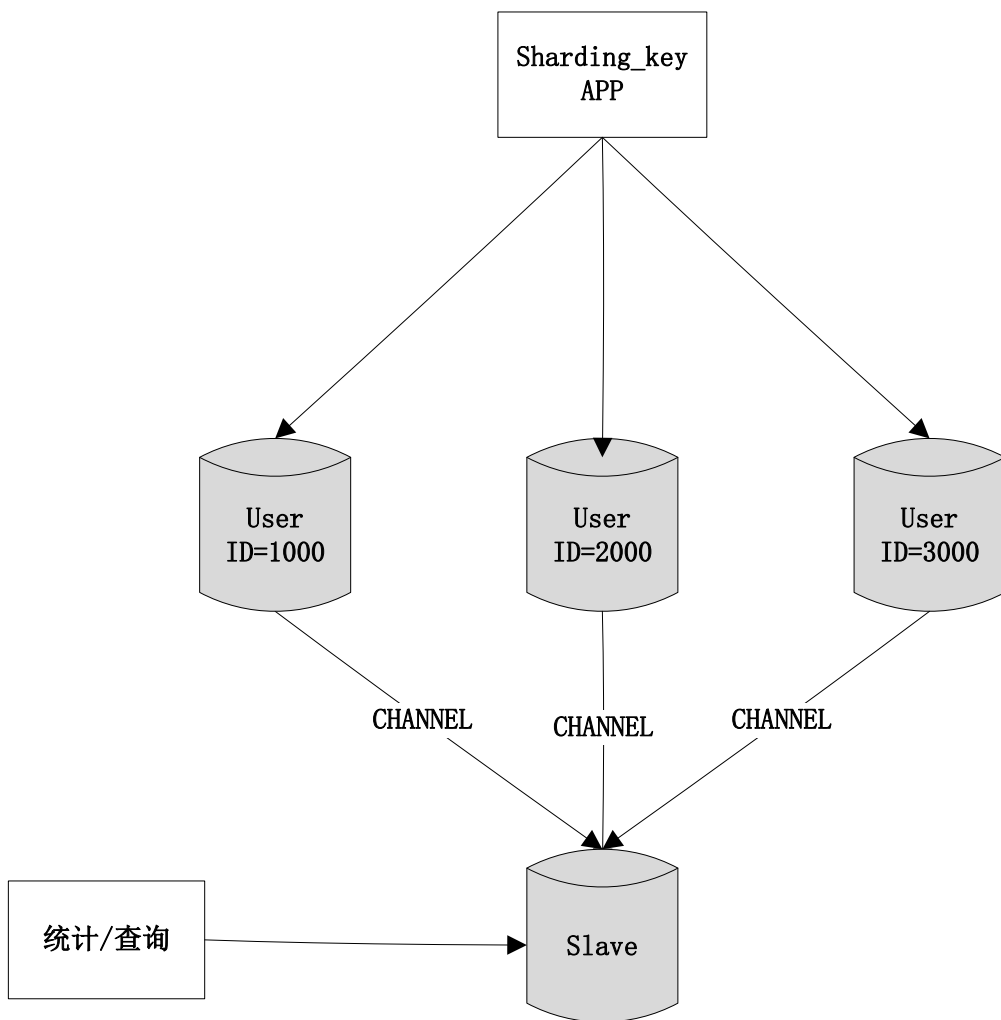 Sharding_key
APP
User
ID=1000
User
ID=2000
User
ID=3000
CHANNEL
CHANNEL
CHANNEL
统计/查询
Slave